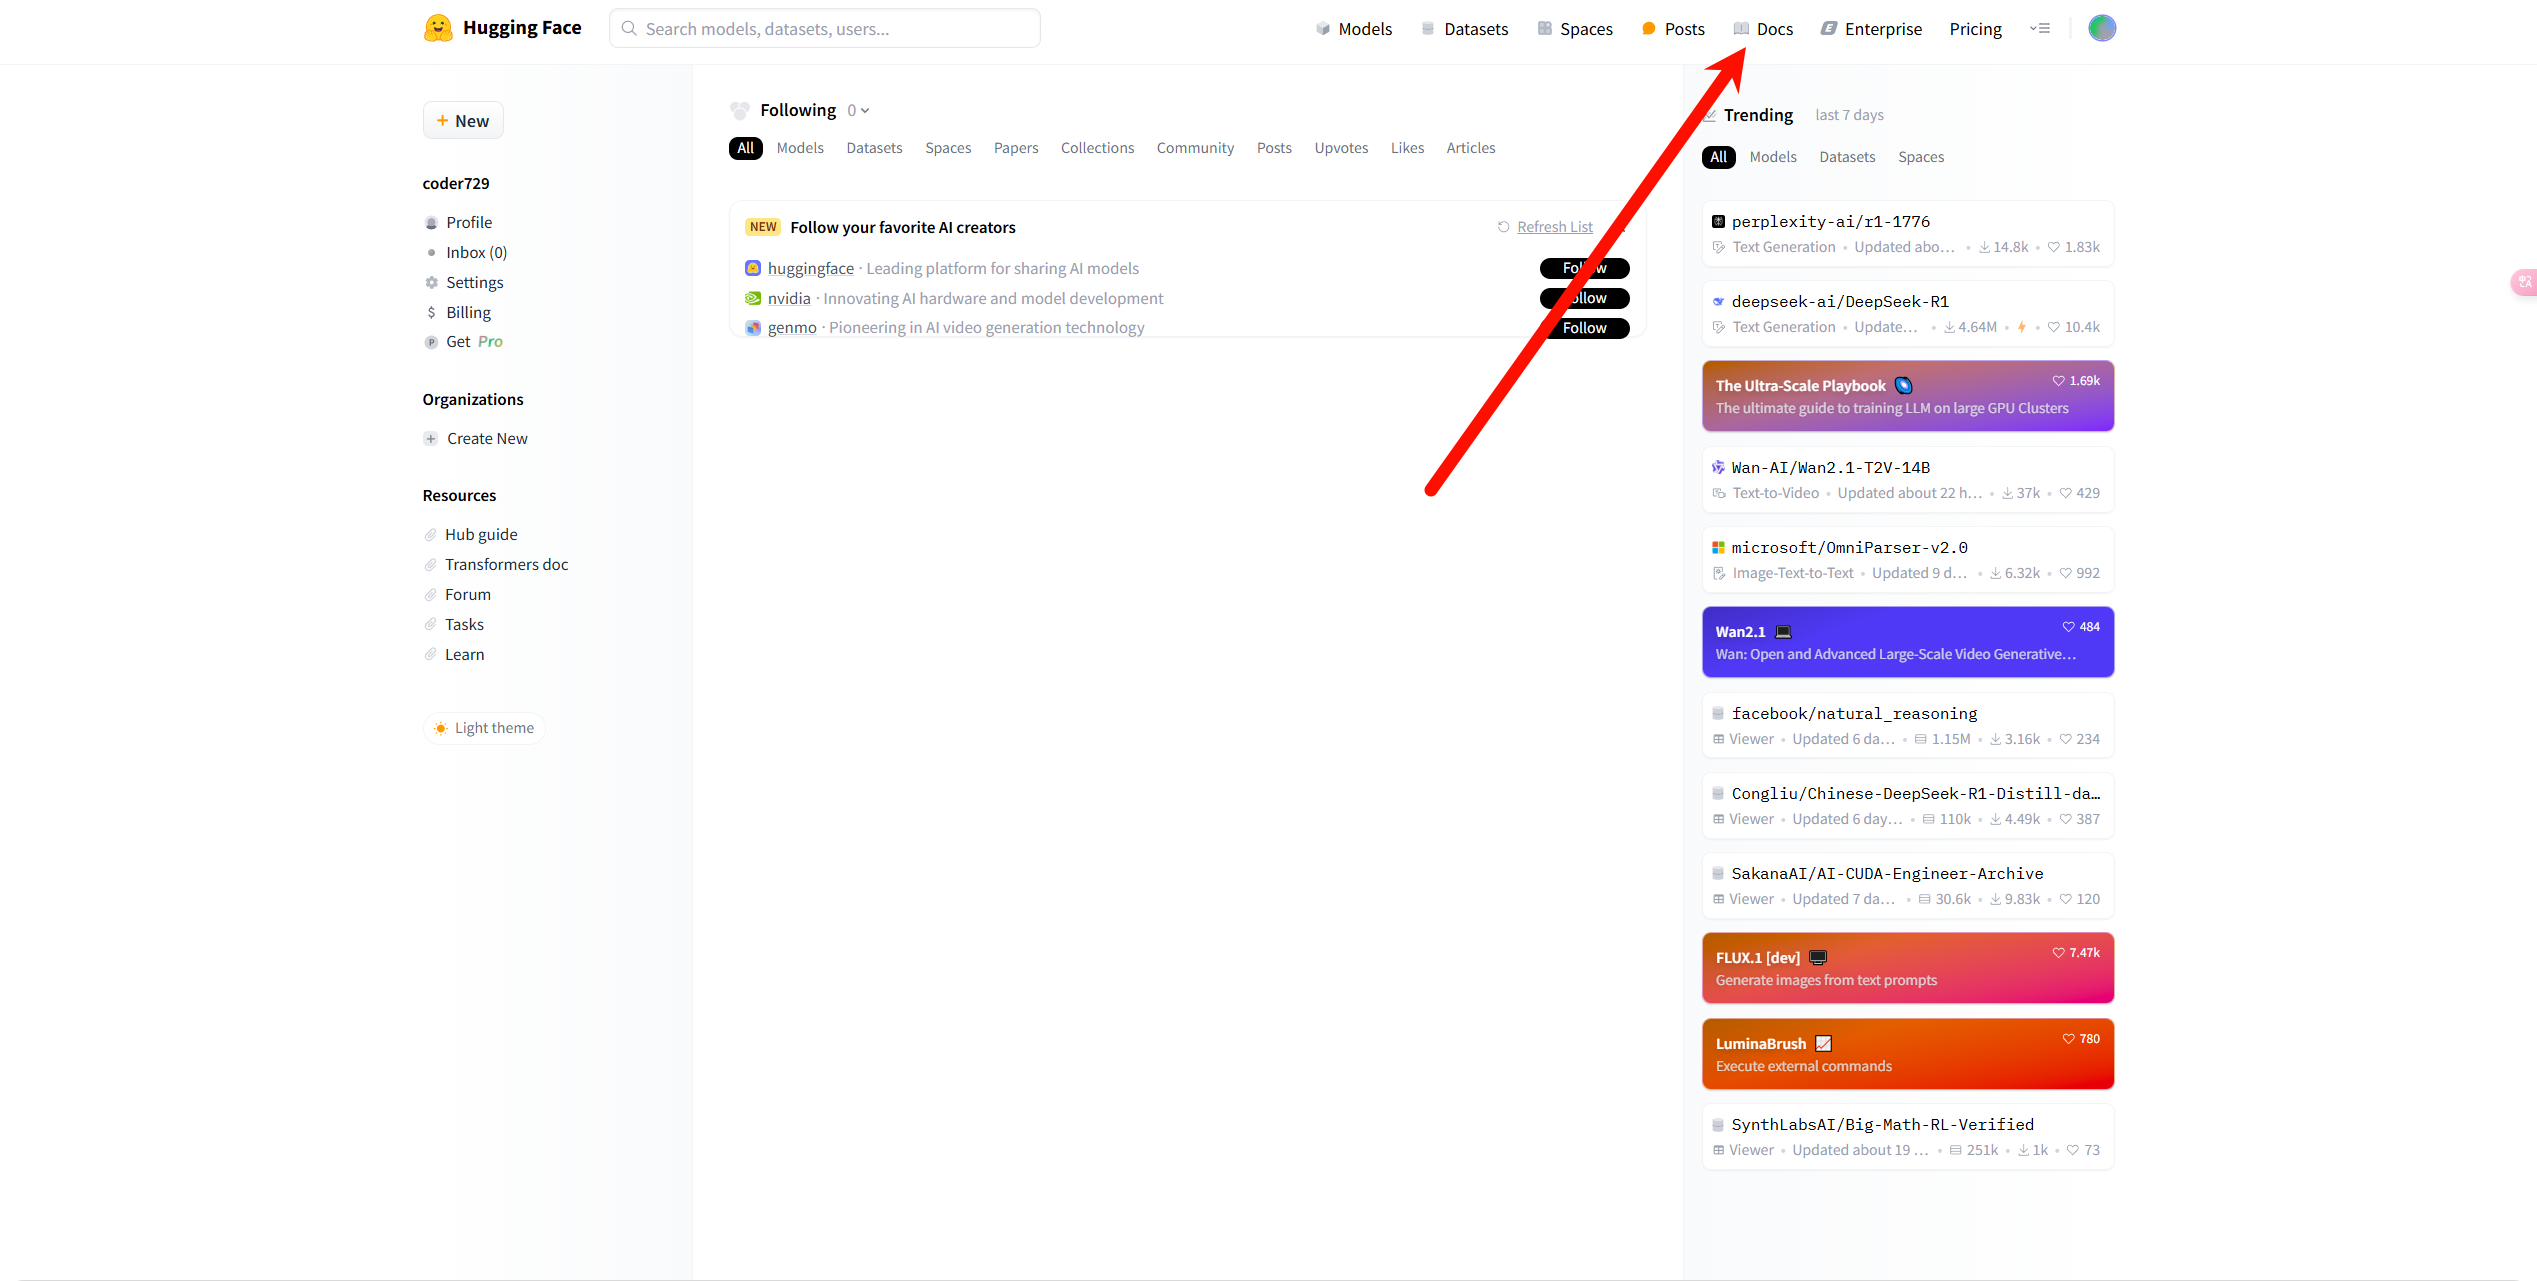 Hugging Face
Search models, datasets, users...
Models
Datasets
Spaces
Posts
Docs
Enterprise
Pricing
+ New
coder729
Profile
Inbox (0)
Settings
$ Billing
P Get Pro
Organizations
+ Create New
Resources
Hub guide
Transformers doc
Forum
Tasks
Learn
Light theme
Following 0
All Models Datasets Spaces Papers Collections Community Posts Upvotes Likes Articles
NEW Follow your favorite AI creators Refresh List
huggingface · Leading platform for sharing AI models Follow
nvidia · Innovating AI hardware and model development Follow
genmo · Pioneering in AI video generation technology Follow
Trending last 7 days
All Models Datasets Spaces
perplexity-ai/r1-1776
Text Generation • Updated abo... • 14.8k • 1.83k
deepseek-ai/DeepSeek-R1
Text Generation • Update... • 4.64M • • 10.4k
The Ultra-Scale Playbook 1.69k
The ultimate guide to training LLM on large GPU Clusters
Wan-AI/Wan2.1-T2V-14B
Text-to-Video • Updated about 22 h... • 37k • 429
microsoft/OmniParser-v2.0
Image-Text-to-Text • Updated 9 d... • 6.32k • 992
Wan2.1 484
Wan: Open and Advanced Large-Scale Video Generative...
facebook/natural_reasoning
Viewer • Updated 6 da... • 1.15M • 3.16k • 234
Congliu/Chinese-DeepSeek-R1-Distill-da...
Viewer • Updated 6 day... • 110k • 4.49k • 387
SakanaAI/AI-CUDA-Engineer-Archive
Viewer • Updated 7 da... • 30.6k • 9.83k • 120
FLUX.1 [dev] 7.47k
Generate images from text prompts
LuminaBrush 780
Execute external commands
SynthLabsAI/Big-Math-RL-Verified
Viewer • Updated about 19 ... • 251k • 1k • 73